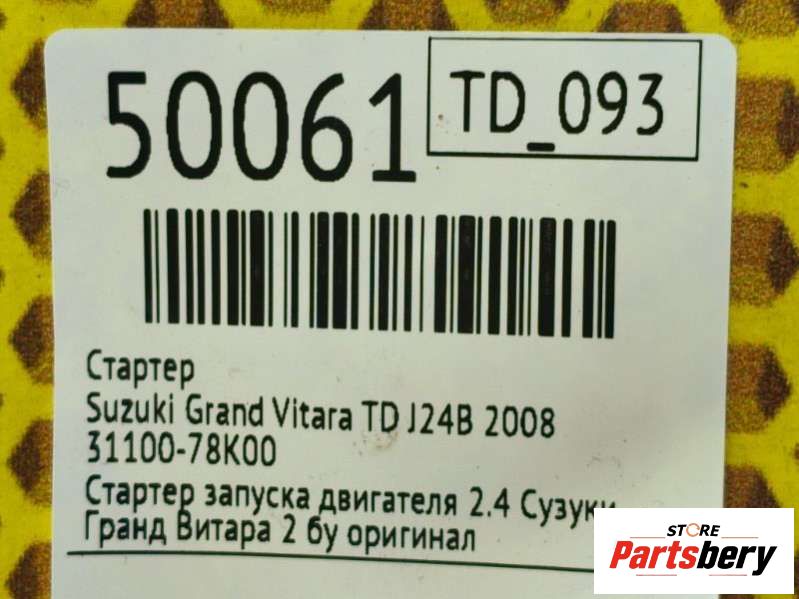 50061
TD_093
Стартер
Suzuki Grand Vitara TD J24B 2008
31100-78K00
Стартер запуска двигателя 2.4 Сузуки
Гранд Витара 2 бу оригинал
STORE
Partsbery